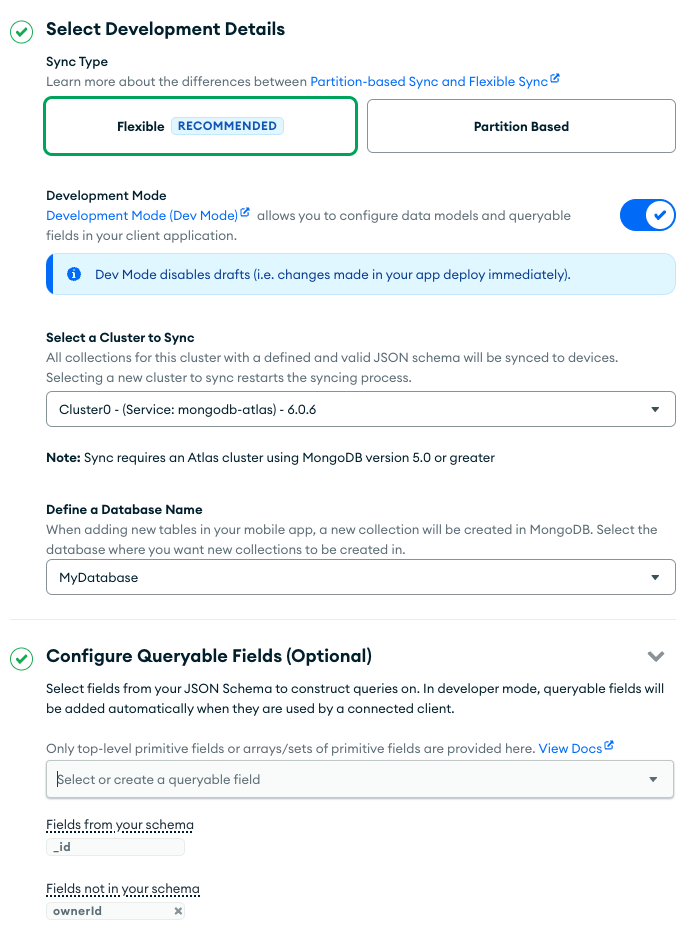 Select Development Details
Sync Type
Learn more about the differences between Partition-based Sync and Flexible Sync
Flexible RECOMMENDED
Partition Based
Development Mode
Development Mode (Dev Mode) allows you to configure data models and queryable
fields in your client application.
Dev Mode disables drafts (i.e. changes made in your app deploy immediately).
Select a Cluster to Sync
All collections for this cluster with a defined and valid JSON schema will be synced to devices.
Selecting a new cluster to sync restarts the syncing process.
Cluster0 - (Service: mongodb-atlas) - 6.0.6
Note: Sync requires an Atlas cluster using MongoDB version 5.0 or greater
Define a Database Name
When adding new tables in your mobile app, a new collection will be created in MongoDB. Select the
database where you want new collections to be created in.
MyDatabase
Configure Queryable Fields (Optional)
Select fields from your JSON Schema to construct queries on. In developer mode, queryable fields will
be added automatically when they are used by a connected client.
Only top-level primitive fields or arrays/sets of primitive fields are provided here. View Docs
Select or create a queryable field
Fields from your schema
_id
Fields not in your schema
ownerId